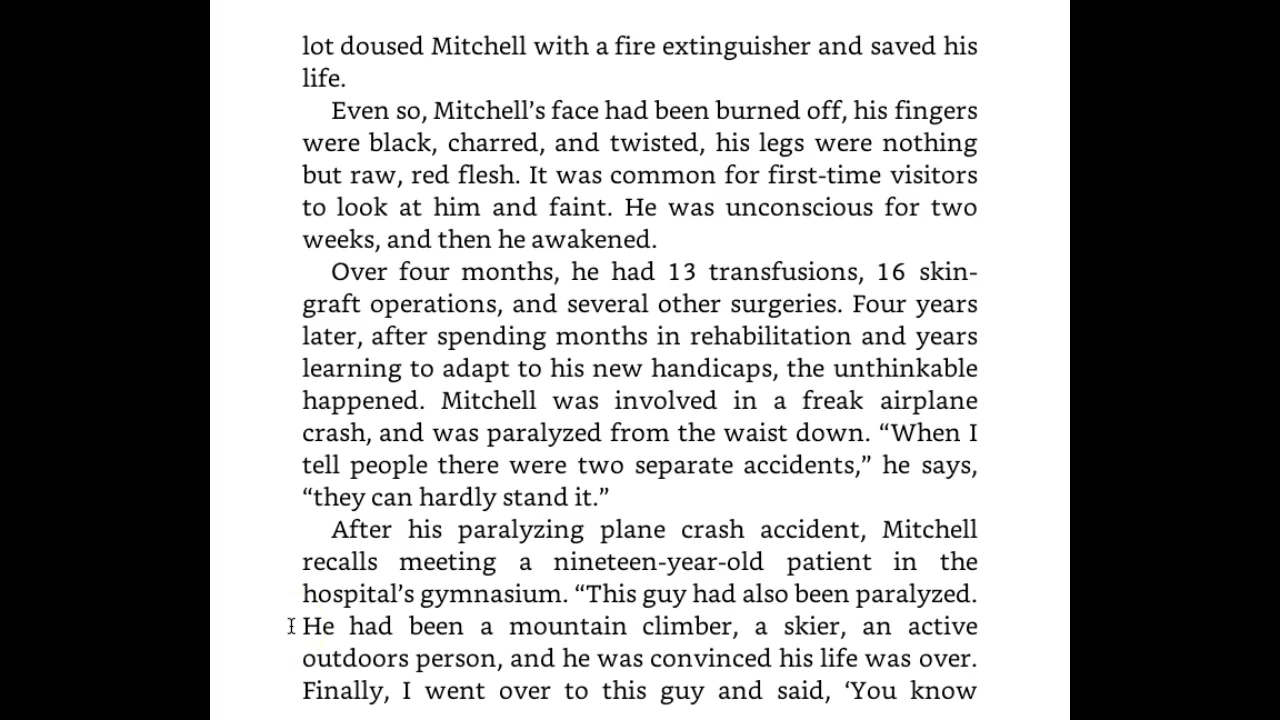 lot doused Mitchell with a fire extinguisher and saved his
life.
Even so, Mitchell’s face had been burned off, his fingers
were black, charred, and twisted, his legs were nothing
but raw, red flesh. It was common for first-time visitors
to look at him and faint. He was unconscious for two
weeks, and then he awakened.
Over four months, he had 13 transfusions, 16 skin-
graft operations, and several other surgeries. Four years
later, after spending months in rehabilitation and years
learning to adapt to his new handicaps, the unthinkable
happened. Mitchell was involved in a freak airplane
crash, and was paralyzed from the waist down. “When I
tell people there were two separate accidents,” he says,
“they can hardly stand it.”
After his paralyzing plane crash accident, Mitchell
recalls meeting a nineteen-year-old patient in the
hospital’s gymnasium. “This guy had also been paralyzed.
He had been a mountain climber, a skier, an active
outdoors person, and he was convinced his life was over.
Finally, I went over to this guy and said, ‘You know